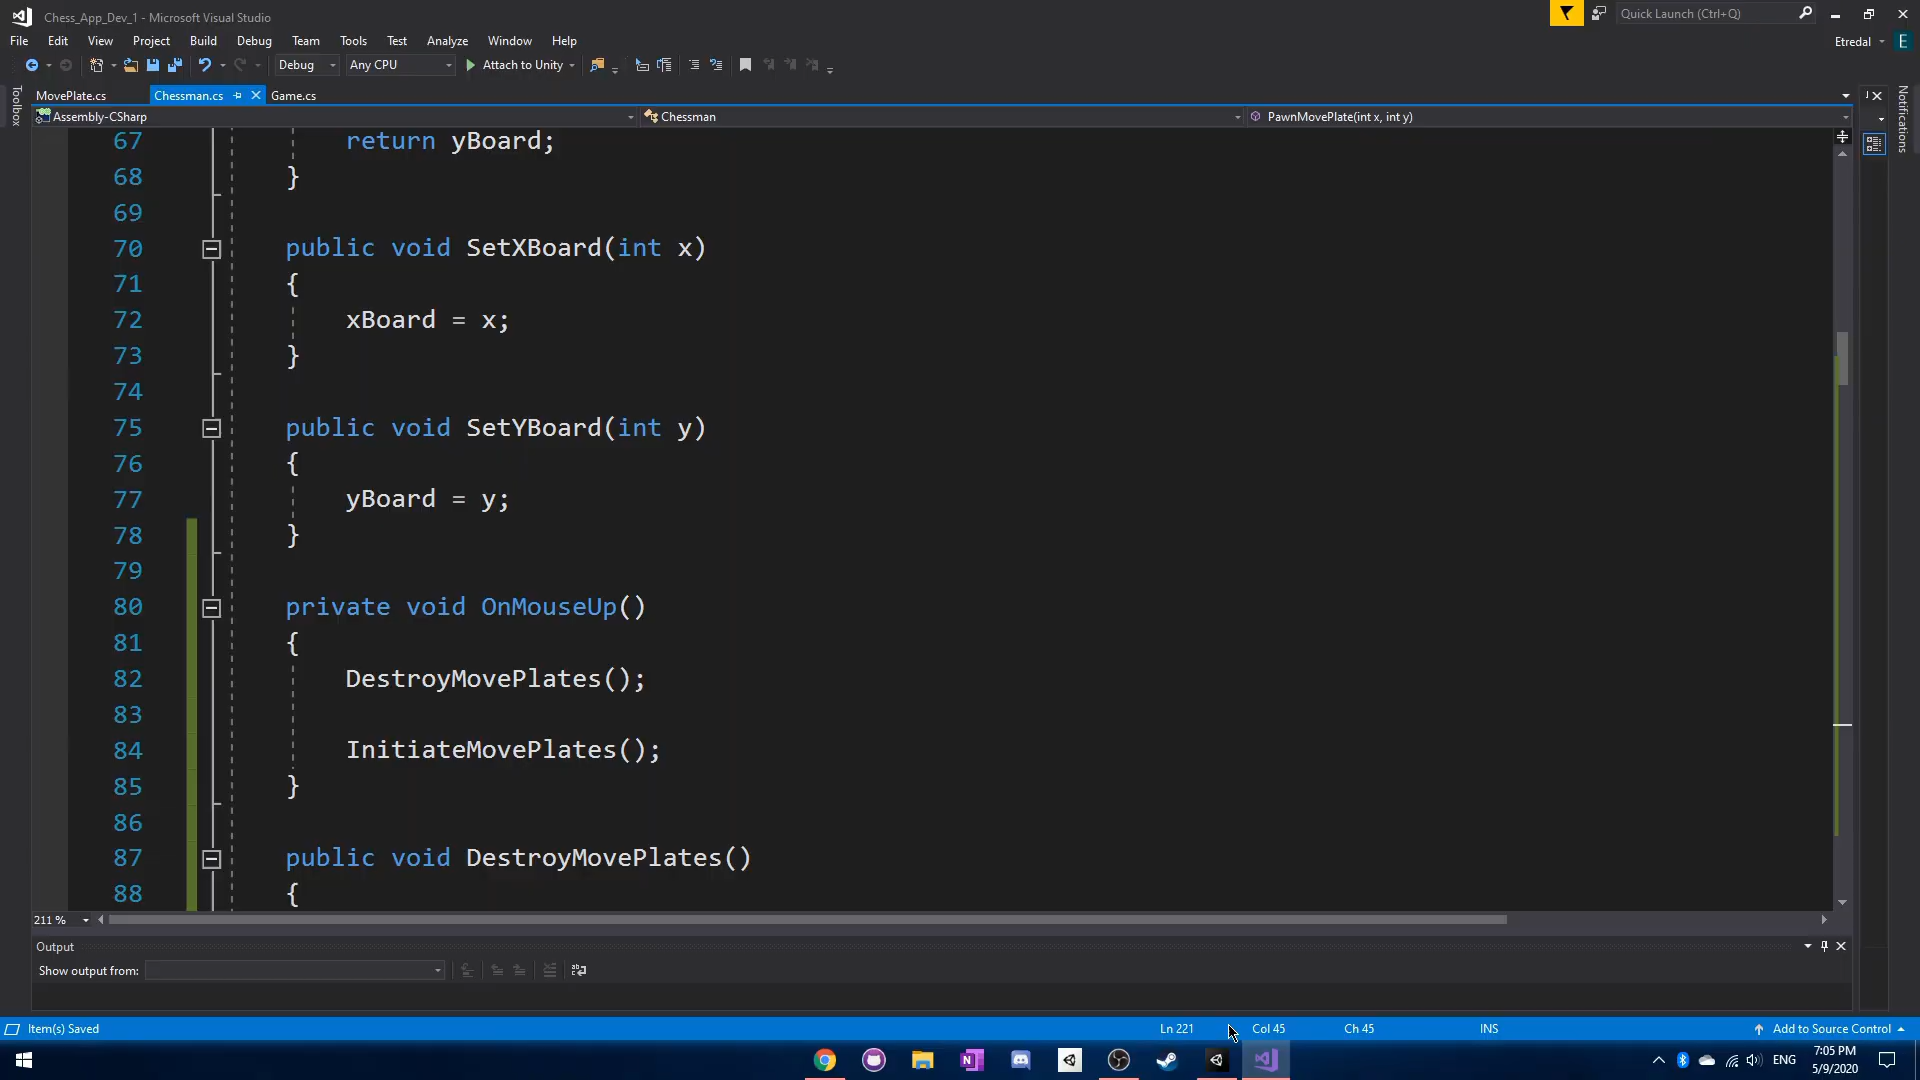 Chess_App_Dev_1 - Microsoft Visual Studio
Quick Launch (Ctrl+Q)
File Edit View Project Build Debug Team Tools Test Analyze Window Help
Etredal E
Debug Any CPU Attach to Unity
Toolbox
MovePlate.cs Chessman.cs Game.cs
Notifications
Assembly-CSharp Chessman PawnMovePlate(int x, int y)
67 return yBoard;
68 }
69
70 public void SetXBoard(int x)
71 {
72 xBoard = x;
73 }
74
75 public void SetYBoard(int y)
76 {
77 yBoard = y;
78 }
79
80 private void OnMouseUp()
81 {
82 DestroyMovePlates();
83
84 InitiateMovePlates();
85 }
86
87 public void DestroyMovePlates()
88 {
211 %
Output
Show output from:
Item(s) Saved Ln 221 Col 45 Ch 45 INS Add to Source Control
ENG 7:05 PM
5/9/2020